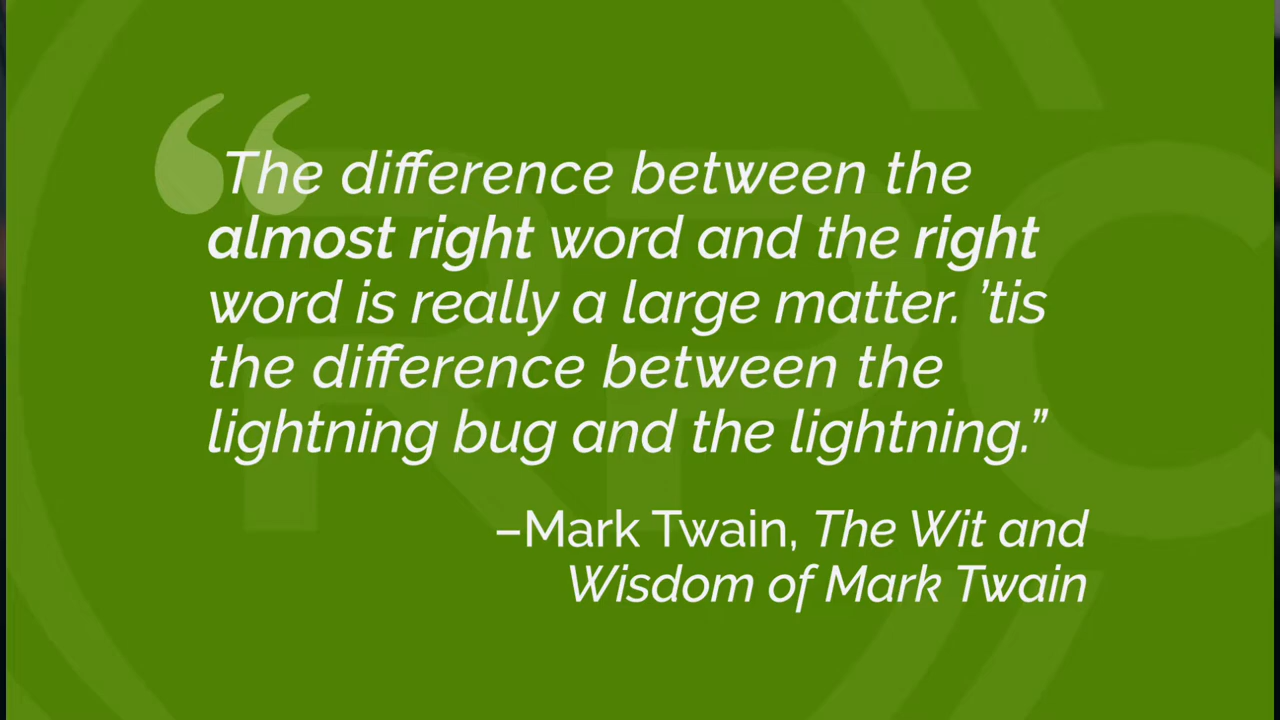 “The difference between the
almost right word and the right
word is really a large matter. ’tis
the difference between the
lightning bug and the lightning.”
–Mark Twain, The Wit and
Wisdom of Mark Twain
RPC